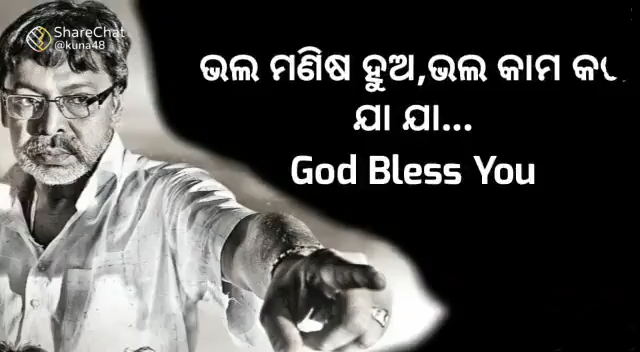 ShareChat
@kuna48
ଭଲ ମଣିଷ ହୁଅ,ଭଲ କାମ
ଯା ଯା...
God Bless You